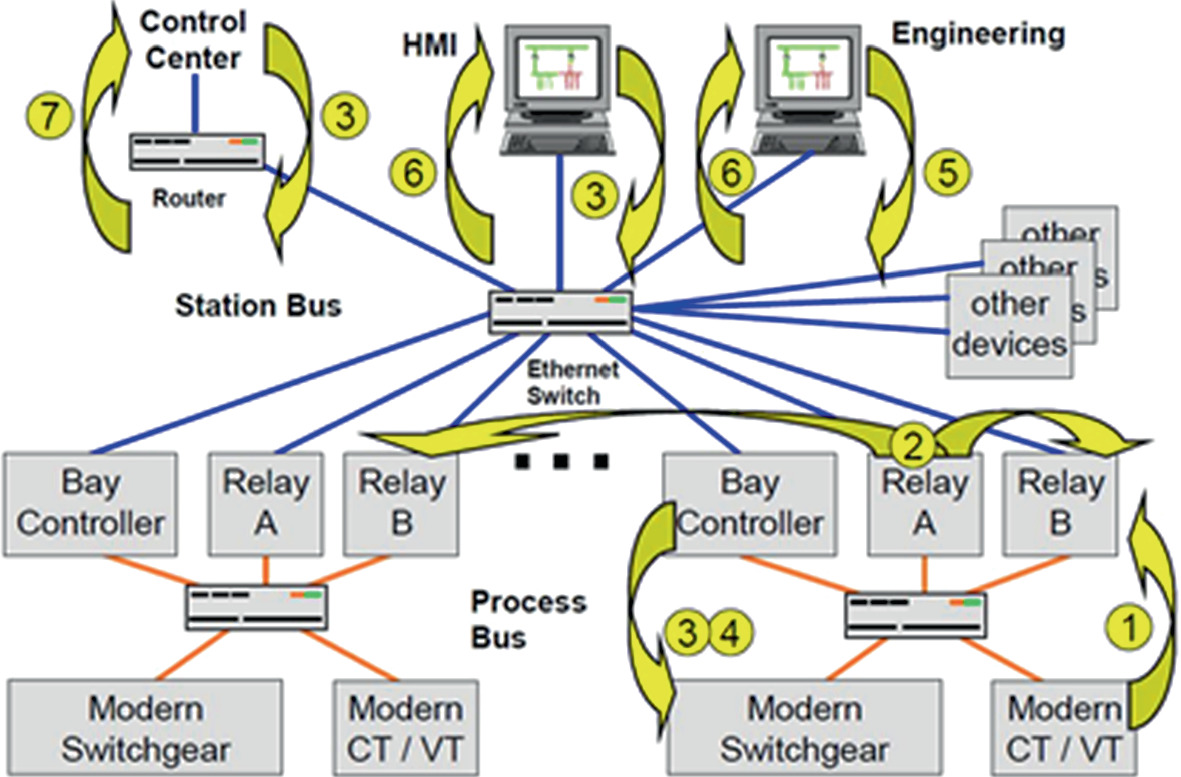 Control
Center
HMI
Engineering
7
3
6
3
6
5
Router
Station Bus
other
other
s
other
s
devices
Ethernet
Switch
2
Bay
Controller
Relay
A
Relay
B
Bay
Controller
Relay
A
Relay
B
Process
Bus
3
4
1
Modern
Switchgear
Modern
CT / VT
Modern
Switchgear
Modern
CT / VT